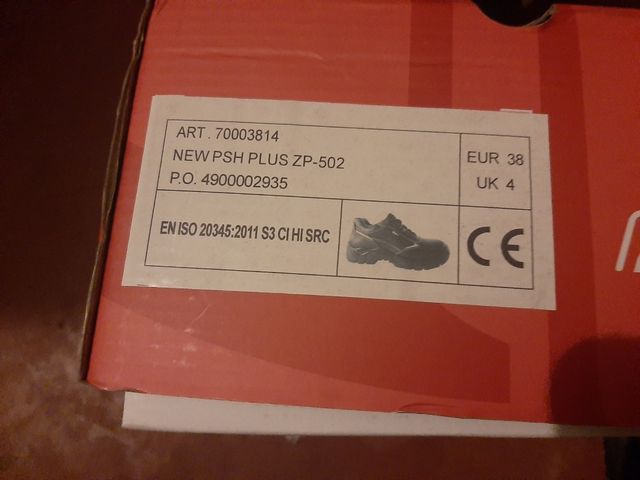 ART. 70003814
NEW PSH PLUS ZP-502
P.O. 4900002935
EUR 38
UK 4
EN ISO 20345:2011 S3 CI HI SRC
CE